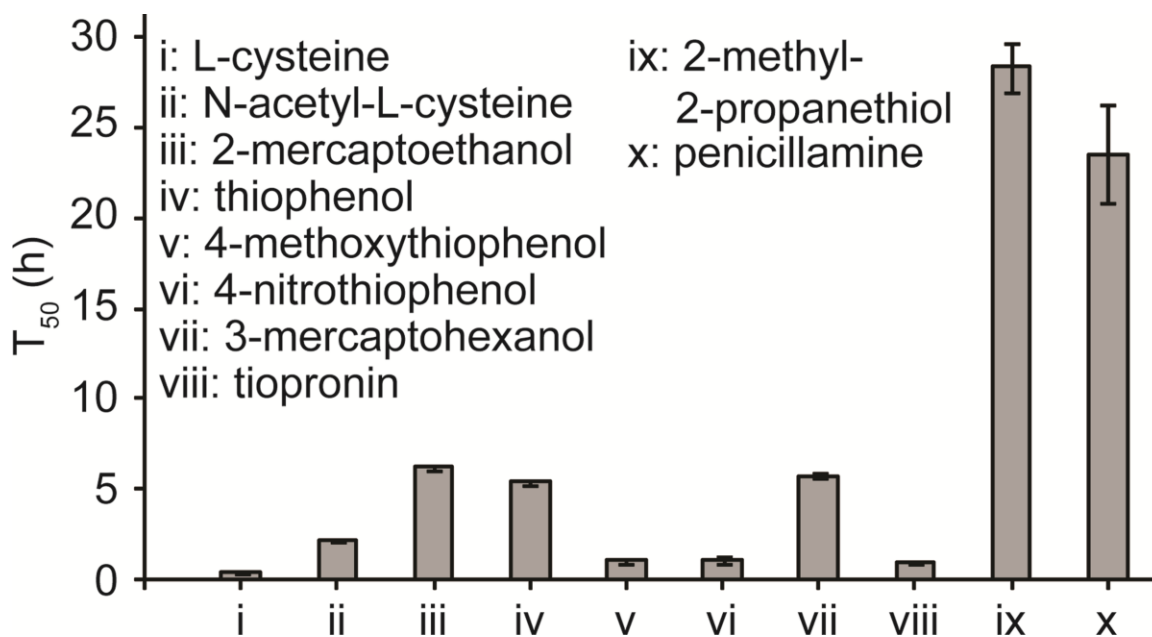 T50 (h)
30
25
20
15
10
5
0
i: L-cysteine
ii: N-acetyl-L-cysteine
iii: 2-mercaptoethanol
iv: thiophenol
v: 4-methoxythiophenol
vi: 4-nitrothiophenol
vii: 3-mercaptohexanol
viii: tiopronin
ix: 2-methyl-
2-propanethiol
x: penicillamine
i ii iii iv v vi vii viii ix x